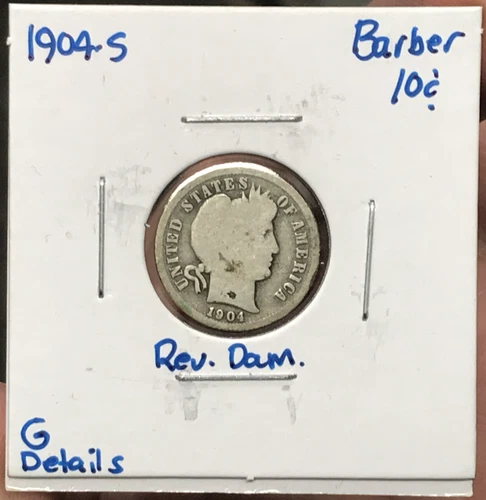 1904-S
Barber
10¢
UNITED STATES OF AMERICA
1904
Rev. Dam.
G
Details